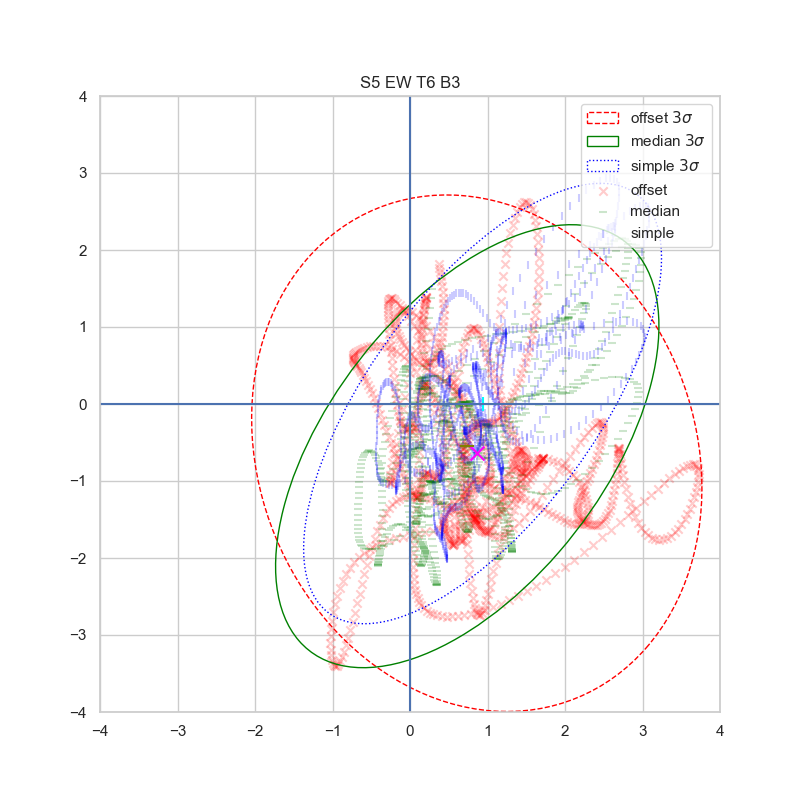 S5 EW T6 B3
4
3
2
1
0
−1
−2
−3
−4
−4
−3
−2
−1
0
1
2
3
4
offset 3σ
median 3σ
simple 3σ
offset
median
simple